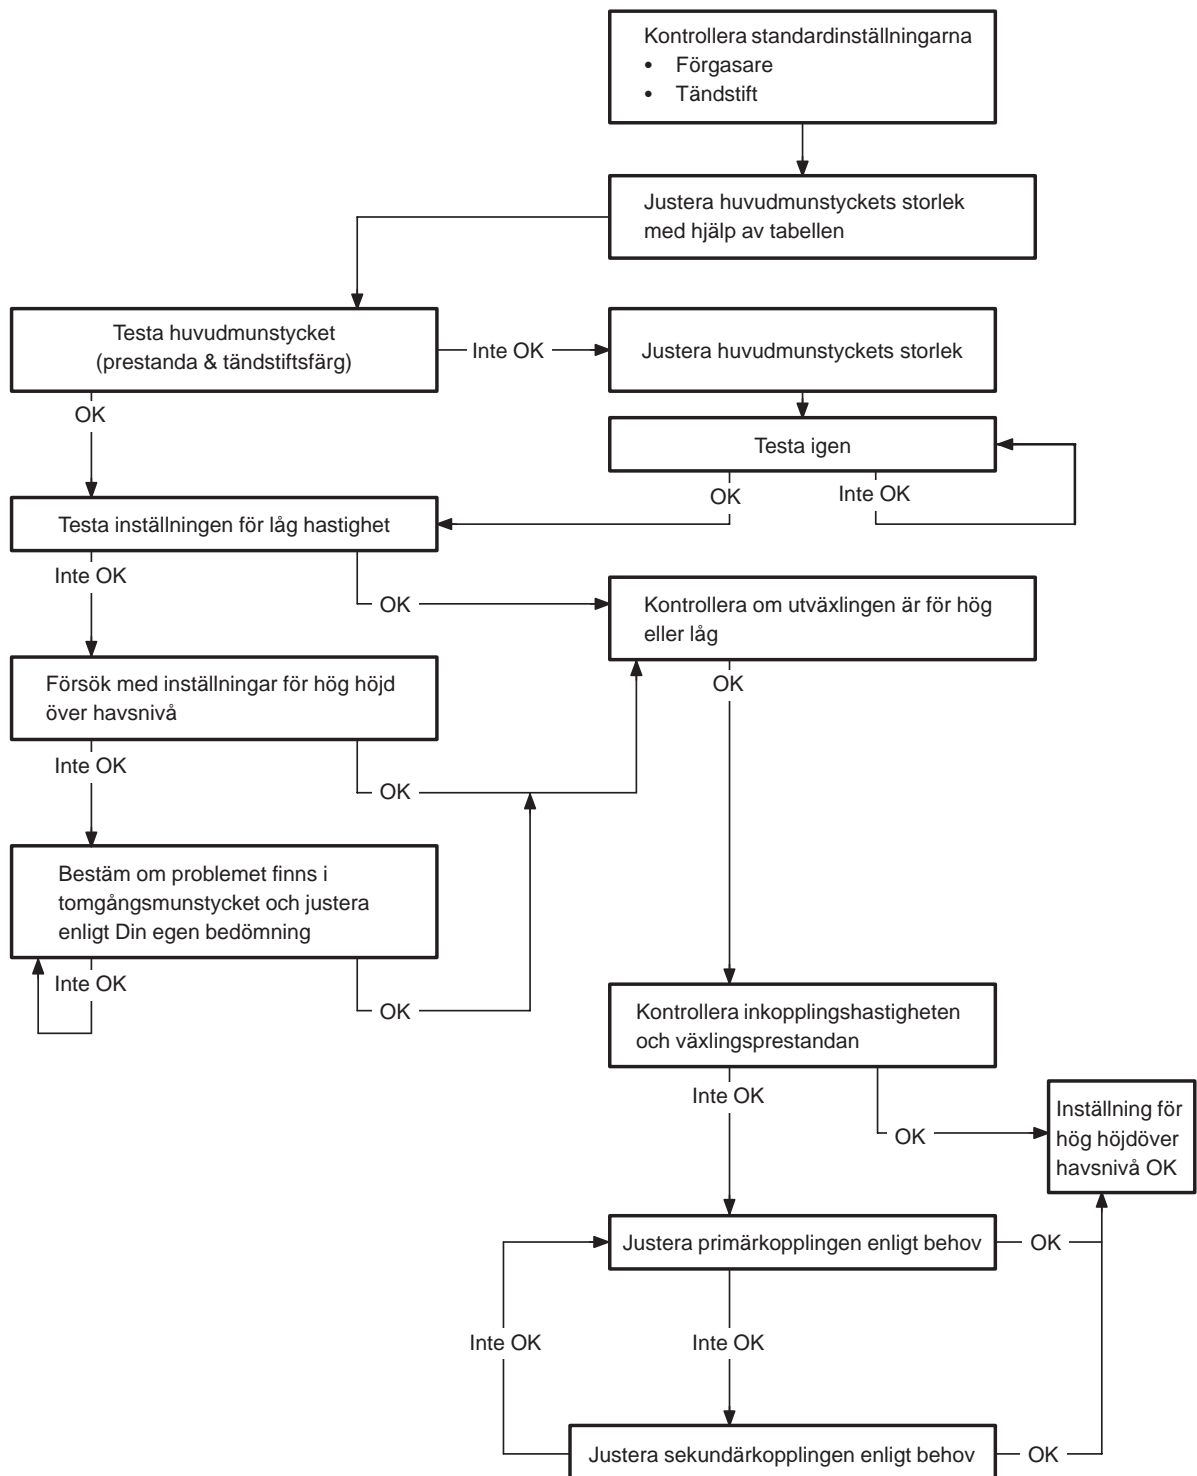 Kontrollera standardinställningarna
• Förgasare
• Tändstift
Justera huvudmunstyckets storlek
med hjälp av tabellen
Testa huvudmunstycket
(prestanda & tändstiftsfärg)
Inte OK
Justera huvudmunstyckets storlek
OK
Testa igen
OK
Inte OK
Testa inställningen för låg hastighet
Inte OK
OK
Kontrollera om utväxlingen är för hög
eller låg
OK
Försök med inställningar för hög höjd
över havsnivå
Inte OK
OK
Bestäm om problemet finns i
tomgångsmunstycket och justera
enligt Din egen bedömning
Inte OK
OK
Kontrollera inkopplingshastigheten
och växlingsprestandan
Inte OK
OK
Inställning för
hög höjdöver
havsnivå OK
Justera primärkopplingen enligt behov
OK
Inte OK
Inte OK
Justera sekundärkopplingen enligt behov
OK